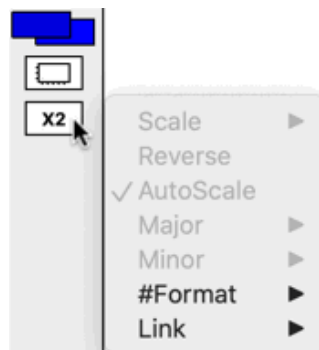 X2
Scale
Reverse
AutoScale
Major
Minor
#Format
Link